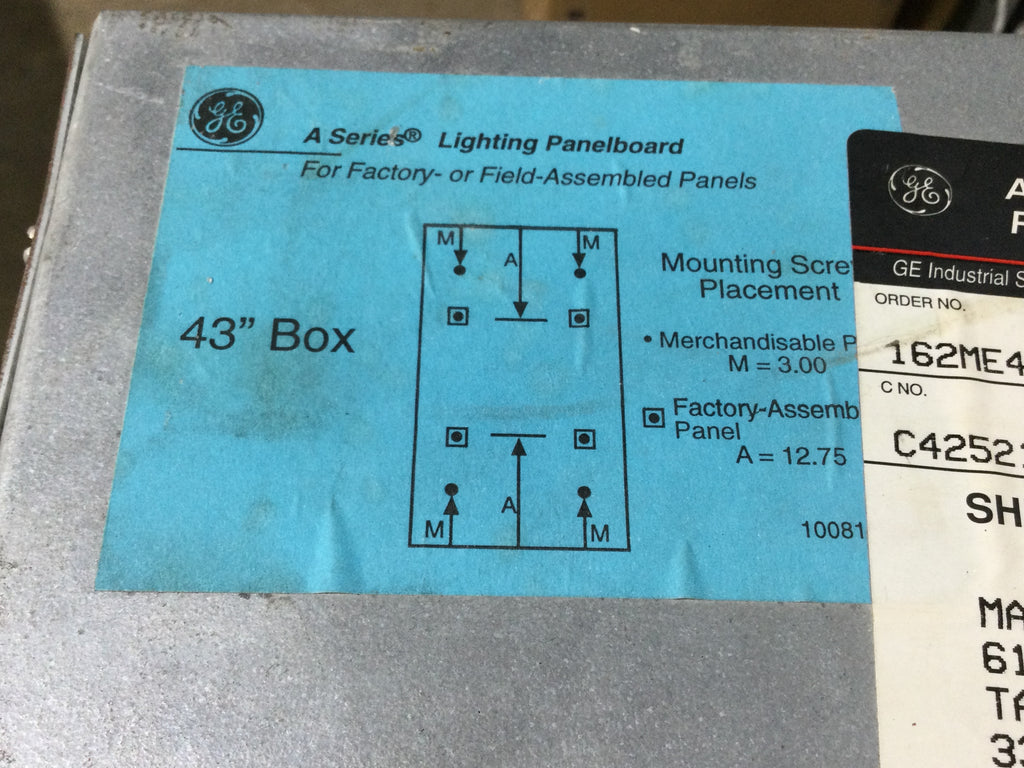 GE
A Series® Lighting Panelboard
For Factory- or Field-Assembled Panels
43” Box
M
A
M
M
A
M
Mounting Scre
Placement
• Merchandisable P
M = 3.00
Factory-Assemb
Panel
A = 12.75
10081
GE
A
GE Industrial S
ORDER NO.
162ME4
C NO.
C4252
SH
MA
61
TA
33